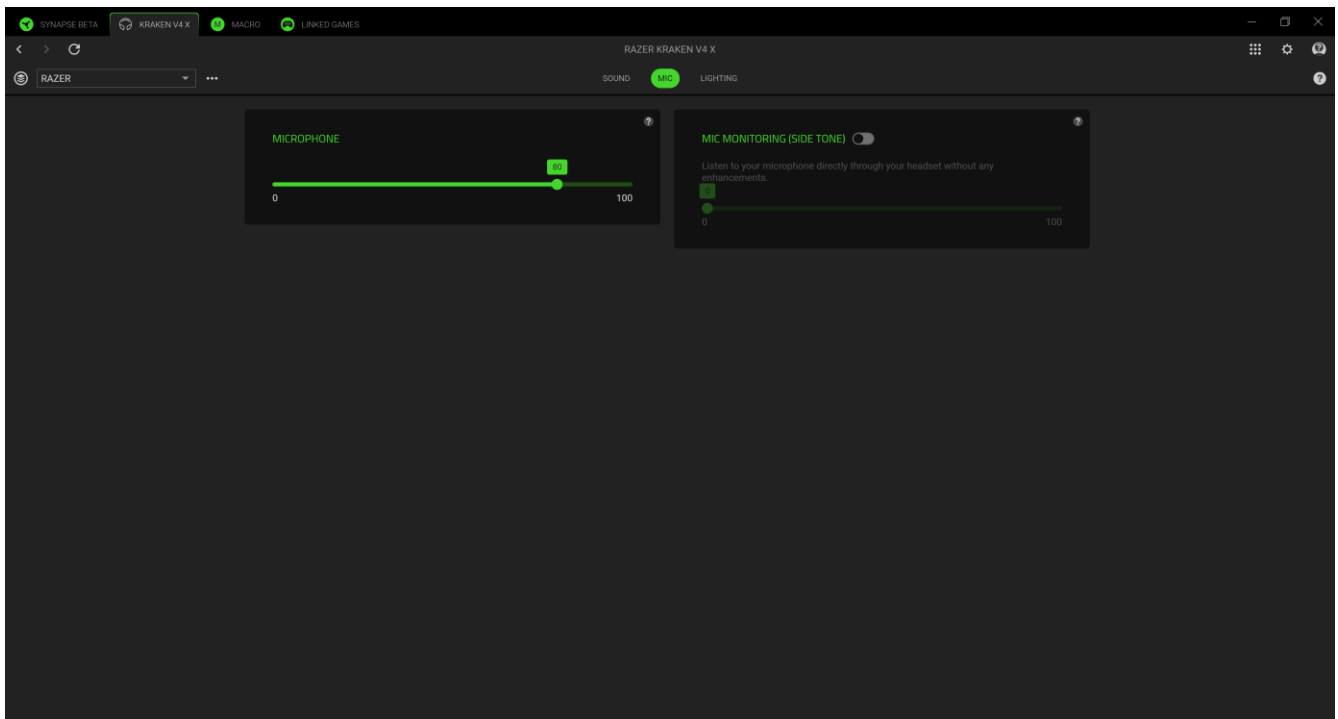 SYNAPSE BETA KRAKEN V4 X M MACRO LINKED GAMES
RAZER KRAKEN V4 X
RAZER SOUND MIC LIGHTING ?
MICROPHONE ?
80
0 100
MIC MONITORING (SIDE TONE) ?
Listen to your microphone directly through your headset without any
enhancements.
0
0 100